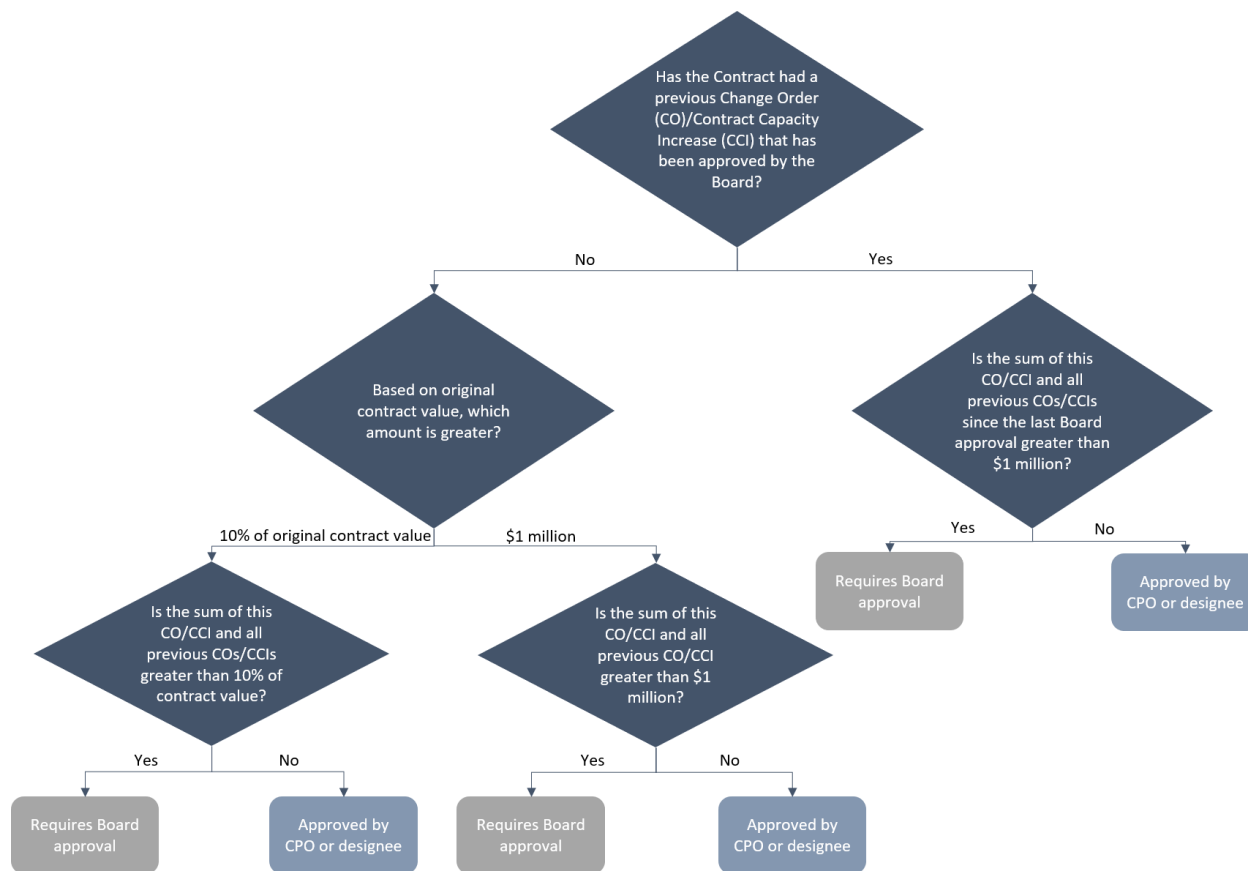 Has the Contract had a
previous Change Order
(CO)/Contract Capacity
Increase (CCI) that has
been approved by the
Board?
No
Yes
Based on original
contract value, which
amount is greater?
Is the sum of this
CO/CCI and all
previous COs/CCIs
since the last Board
approval greater than
$1 million?
10% of original contract value
$1 million
Yes
No
Requires Board
approval
Approved by
CPO or designee
Is the sum of this
CO/CCI and all
previous COs/CCIs
greater than 10% of
contract value?
Is the sum of this
CO/CCI and all
previous CO/CCI
greater than $1
million?
Yes
No
Yes
No
Requires Board
approval
Approved by
CPO or designee
Requires Board
approval
Approved by
CPO or designee